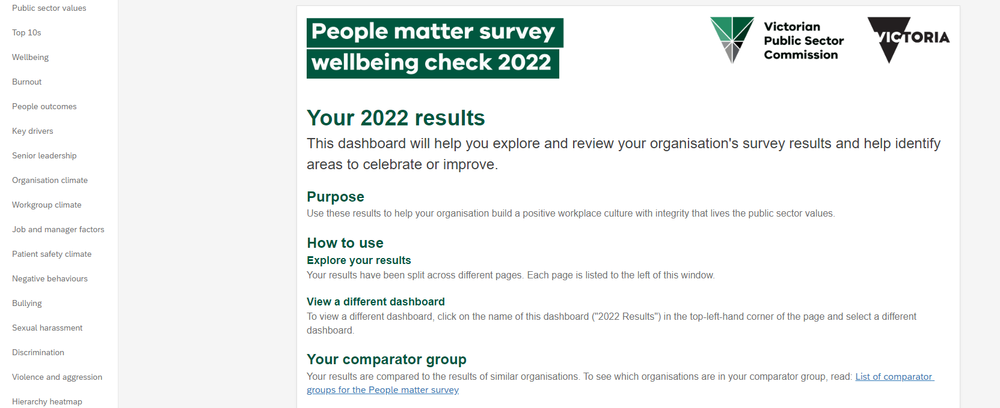 Public sector values
Top 10s
Wellbeing
Burnout
People outcomes
Key drivers
Senior leadership
Organisation climate
Workgroup climate
Job and manager factors
Patient safety climate
Negative behaviours
Bullying
Sexual harassment
Discrimination
Violence and aggression
Hierarchy heatmap
People matter survey
wellbeing check 2022
Victorian
Public Sector
Commission
VICTORIA
Your 2022 results
This dashboard will help you explore and review your organisation's survey results and help identify
areas to celebrate or improve.
Purpose
Use these results to help your organisation build a positive workplace culture with integrity that lives the public sector values.
How to use
Explore your results
Your results have been split across different pages. Each page is listed to the left of this window.
View a different dashboard
To view a different dashboard, click on the name of this dashboard ("2022 Results") in the top-left-hand corner of the page and select a different
dashboard.
Your comparator group
Your results are compared to the results of similar organisations. To see which organisations are in your comparator group, read: List of comparator
groups for the People matter survey